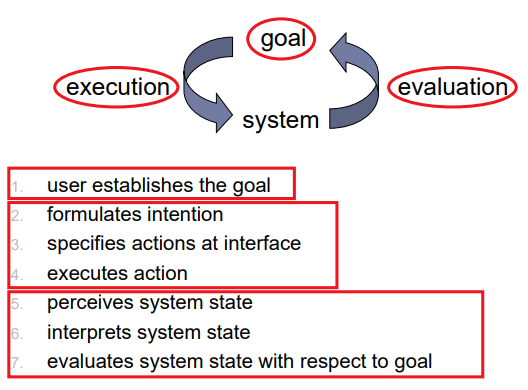 goal
execution
evaluation
system
1. user establishes the goal
2. formulates intention
3. specifies actions at interface
4. executes action
5. perceives system state
6. interprets system state
7. evaluates system state with respect to goal